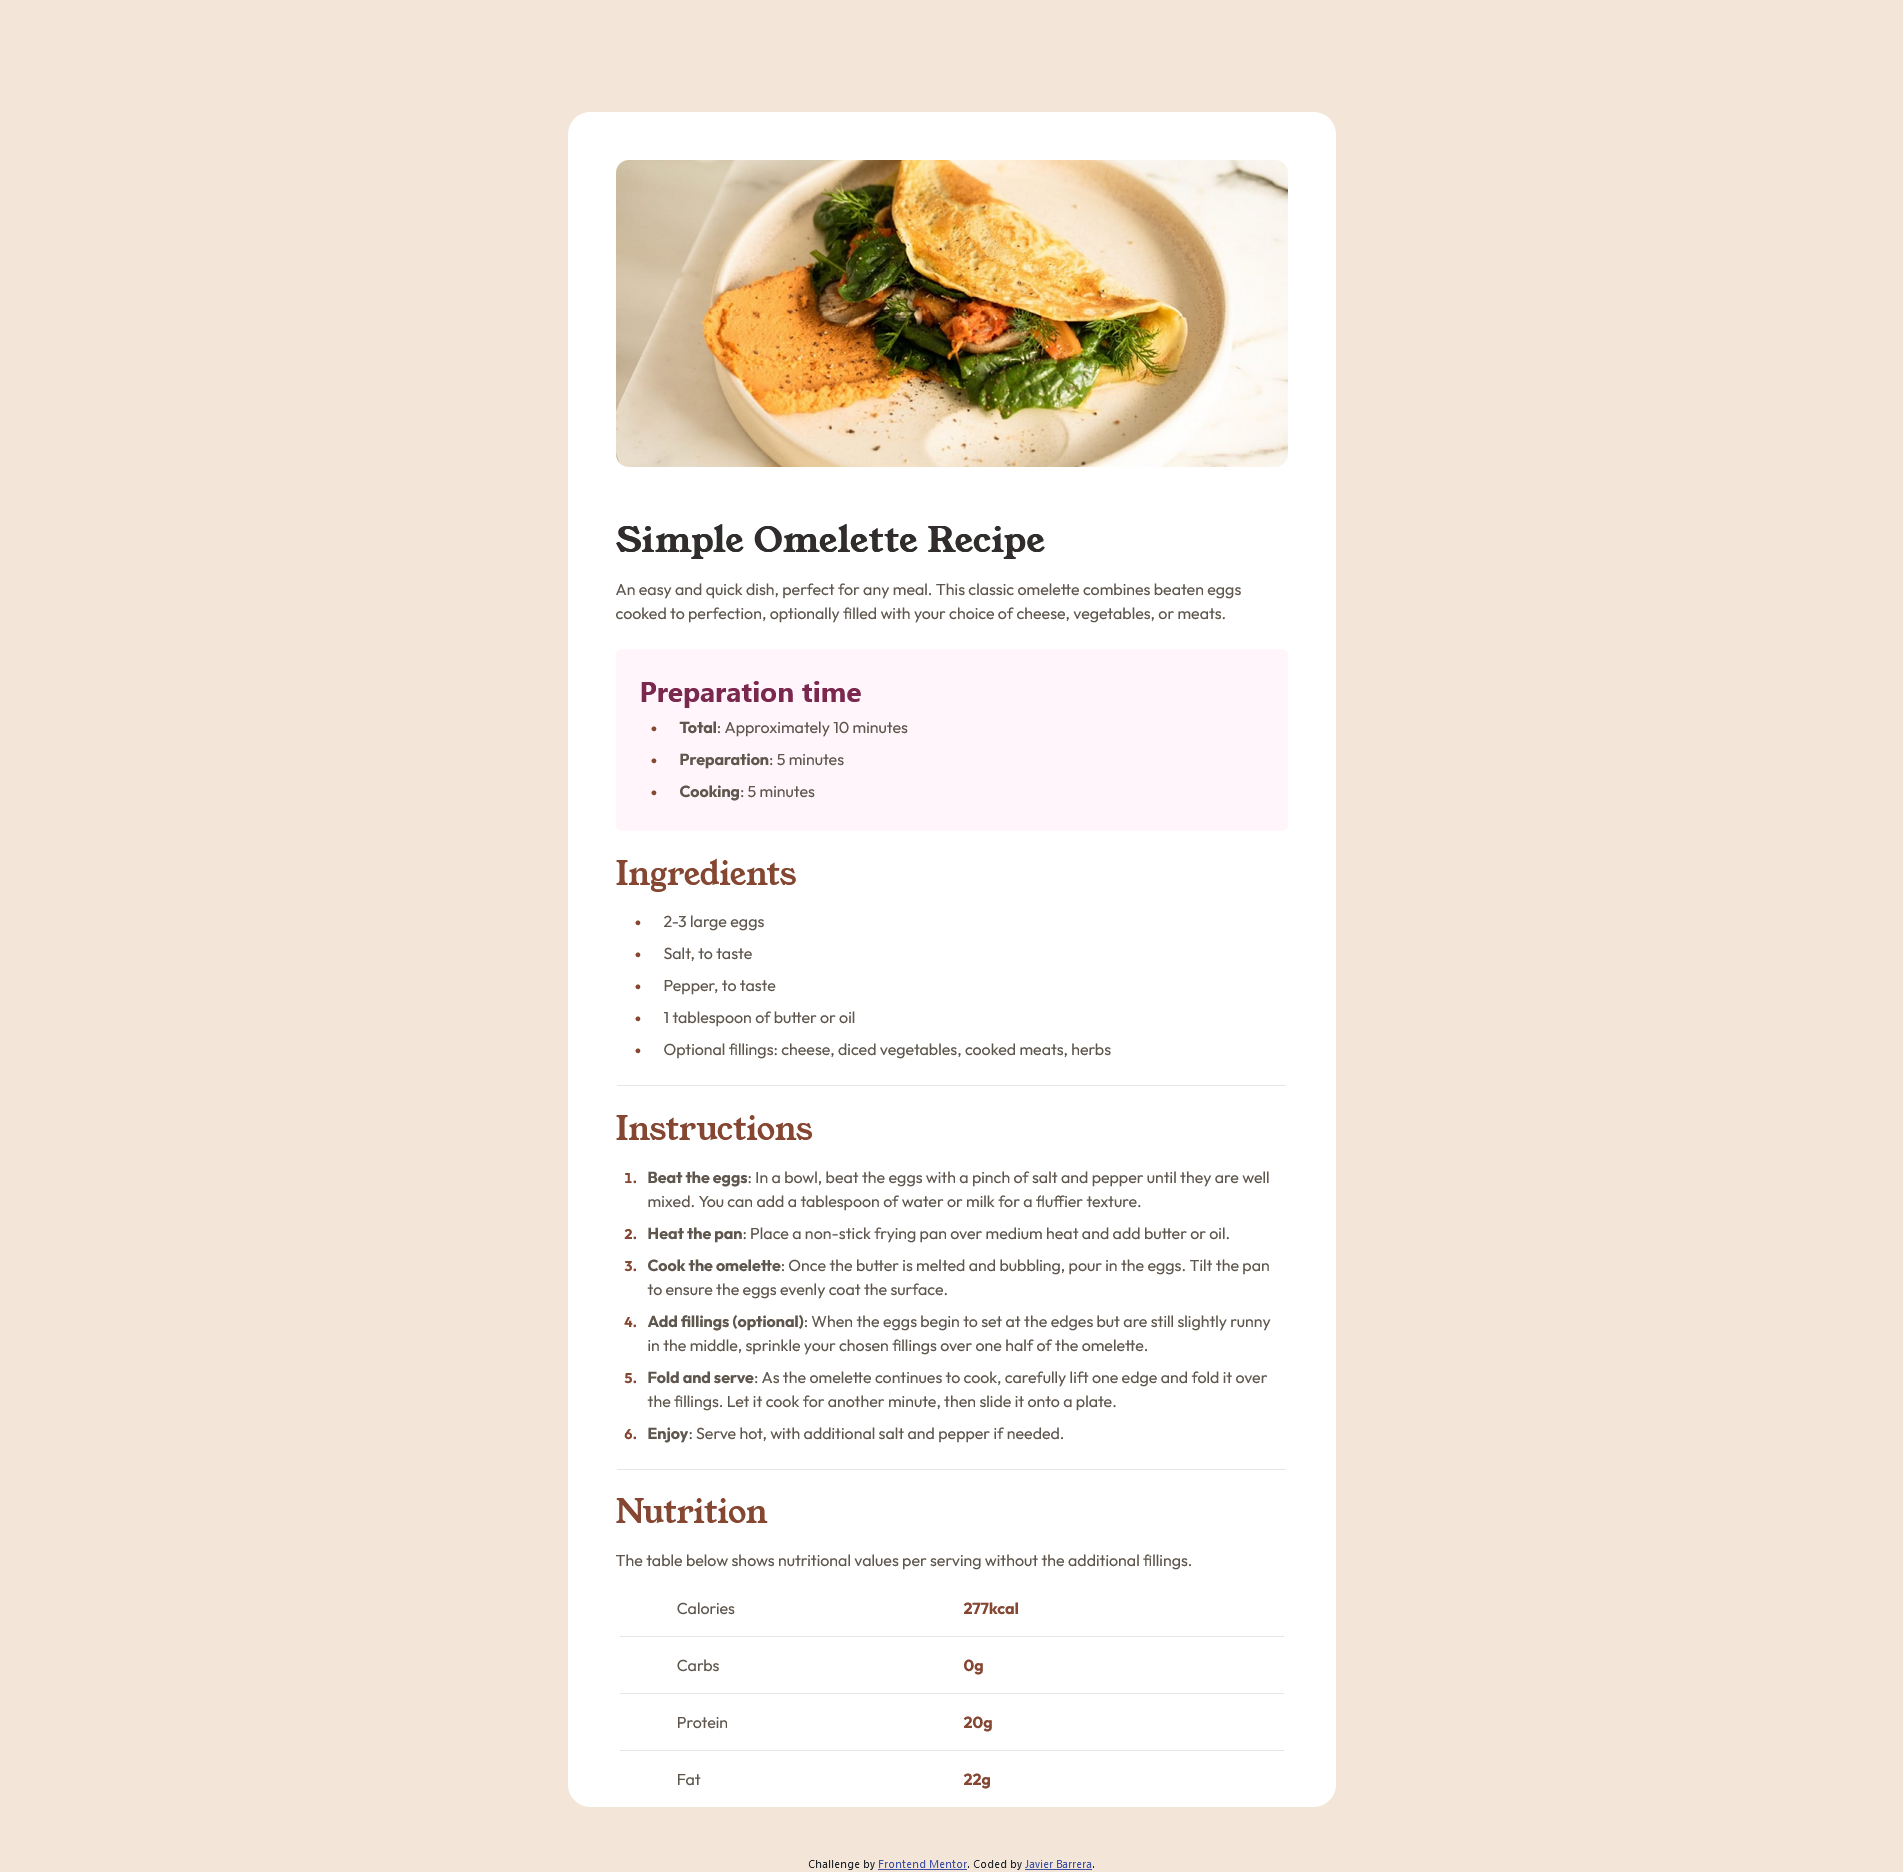 Simple Omelette Recipe
An easy and quick dish, perfect for any meal. This classic omelette combines beaten eggs
cooked to perfection, optionally filled with your choice of cheese, vegetables, or meats.
Preparation time
• Total: Approximately 10 minutes
• Preparation: 5 minutes
• Cooking: 5 minutes
Ingredients
• 2-3 large eggs
• Salt, to taste
• Pepper, to taste
• 1 tablespoon of butter or oil
• Optional fillings: cheese, diced vegetables, cooked meats, herbs
Instructions
1. Beat the eggs: In a bowl, beat the eggs with a pinch of salt and pepper until they are well
mixed. You can add a tablespoon of water or milk for a fluffier texture.
2. Heat the pan: Place a non-stick frying pan over medium heat and add butter or oil.
3. Cook the omelette: Once the butter is melted and bubbling, pour in the eggs. Tilt the pan
to ensure the eggs evenly coat the surface.
4. Add fillings (optional): When the eggs begin to set at the edges but are still slightly runny
in the middle, sprinkle your chosen fillings over one half of the omelette.
5. Fold and serve: As the omelette continues to cook, carefully lift one edge and fold it over
the fillings. Let it cook for another minute, then slide it onto a plate.
6. Enjoy: Serve hot, with additional salt and pepper if needed.
Nutrition
The table below shows nutritional values per serving without the additional fillings.
Calories 277kcal
Carbs 0g
Protein 20g
Fat 22g
Challenge by Frontend Mentor. Coded by Javier Barrera.